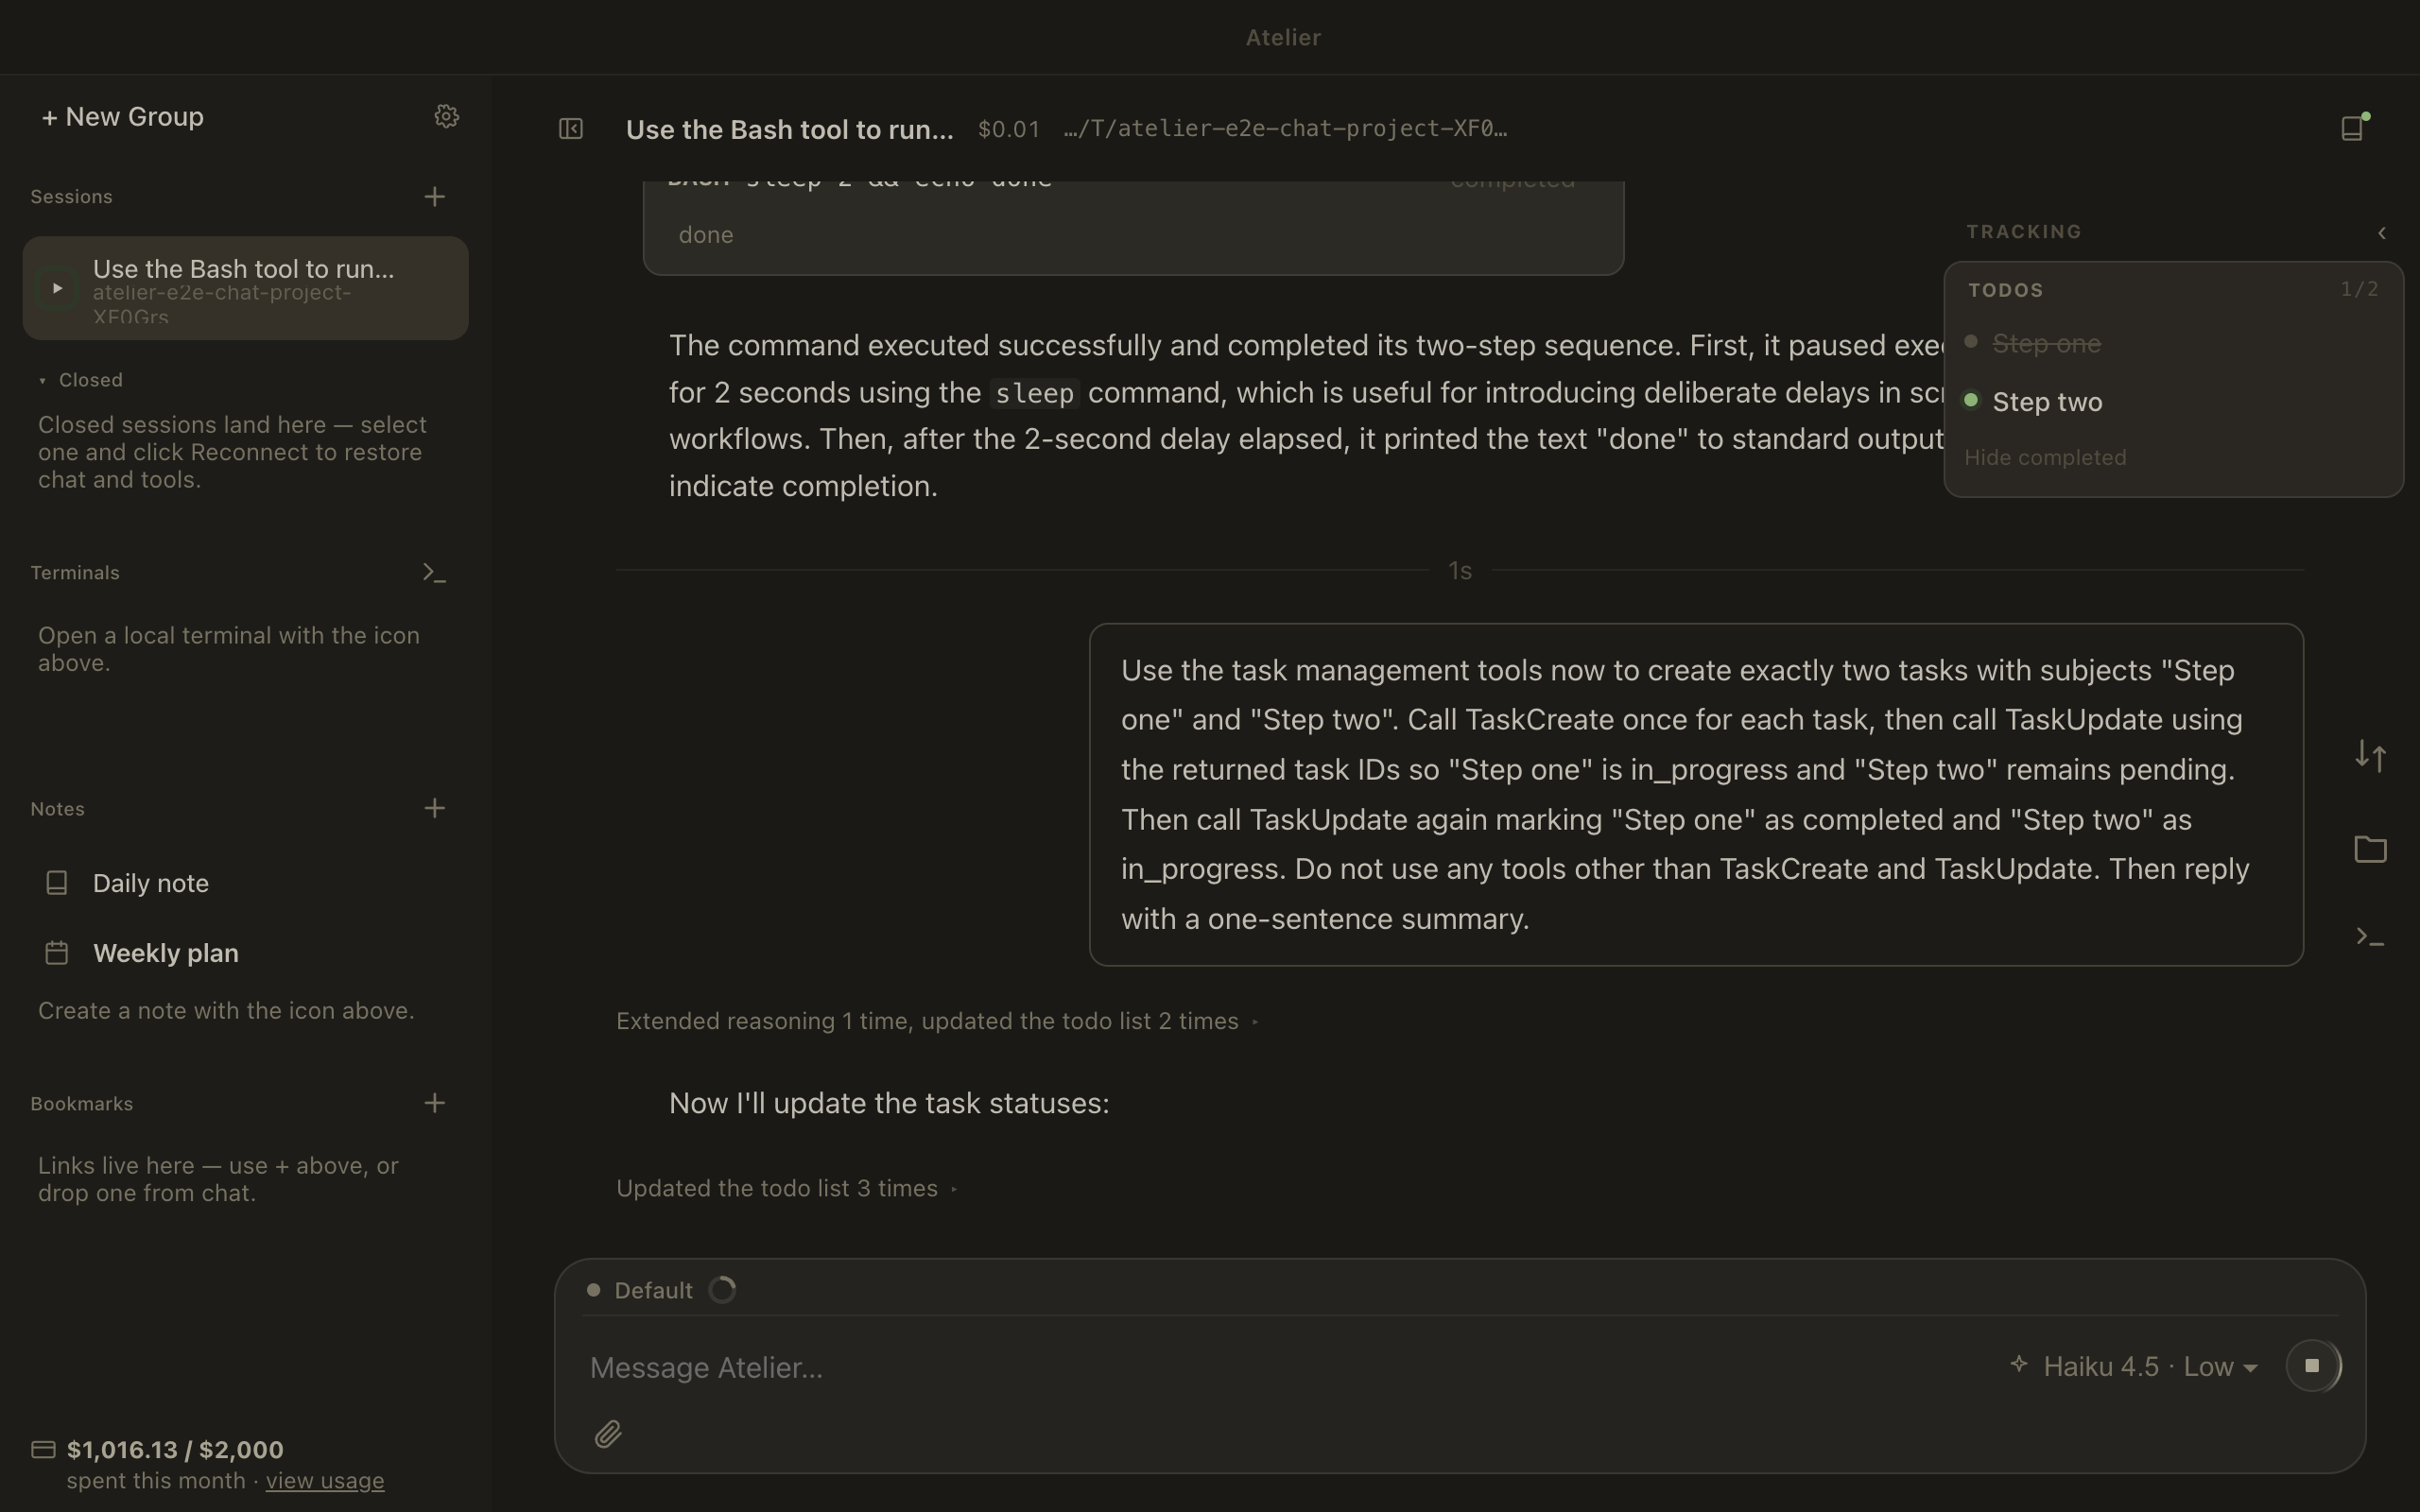 Atelier
+ New Group
Sessions
Use the Bash tool to run...
atelier-e2e-chat-project-
XF0Grs
Closed
Closed sessions land here — select
one and click Reconnect to restore
chat and tools.
Terminals
Open a local terminal with the icon
above.
Notes
Daily note
Weekly plan
Create a note with the icon above.
Bookmarks
Links live here — use + above, or
drop one from chat.
$1,016.13 / $2,000
spent this month · view usage
Use the Bash tool to run... $0.01 …/T/atelier-e2e-chat-project-XF0…
BASH sleep 2 && echo done completed
done
The command executed successfully and completed its two-step sequence. First, it paused
for 2 seconds using the sleep command, which is useful for introducing deliberate delays in
workflows. Then, after the 2-second delay elapsed, it printed the text "done" to standard output
indicate completion.
TRACKING
TODOS 1/2
Step one
Step two
Hide completed
1s
Use the task management tools now to create exactly two tasks with subjects "Step
one" and "Step two". Call TaskCreate once for each task, then call TaskUpdate using
the returned task IDs so "Step one" is in_progress and "Step two" remains pending.
Then call TaskUpdate again marking "Step one" as completed and "Step two" as
in_progress. Do not use any tools other than TaskCreate and TaskUpdate. Then reply
with a one-sentence summary.
Extended reasoning 1 time, updated the todo list 2 times
Now I'll update the task statuses:
Updated the todo list 3 times
Default
Message Atelier...
Haiku 4.5 · Low